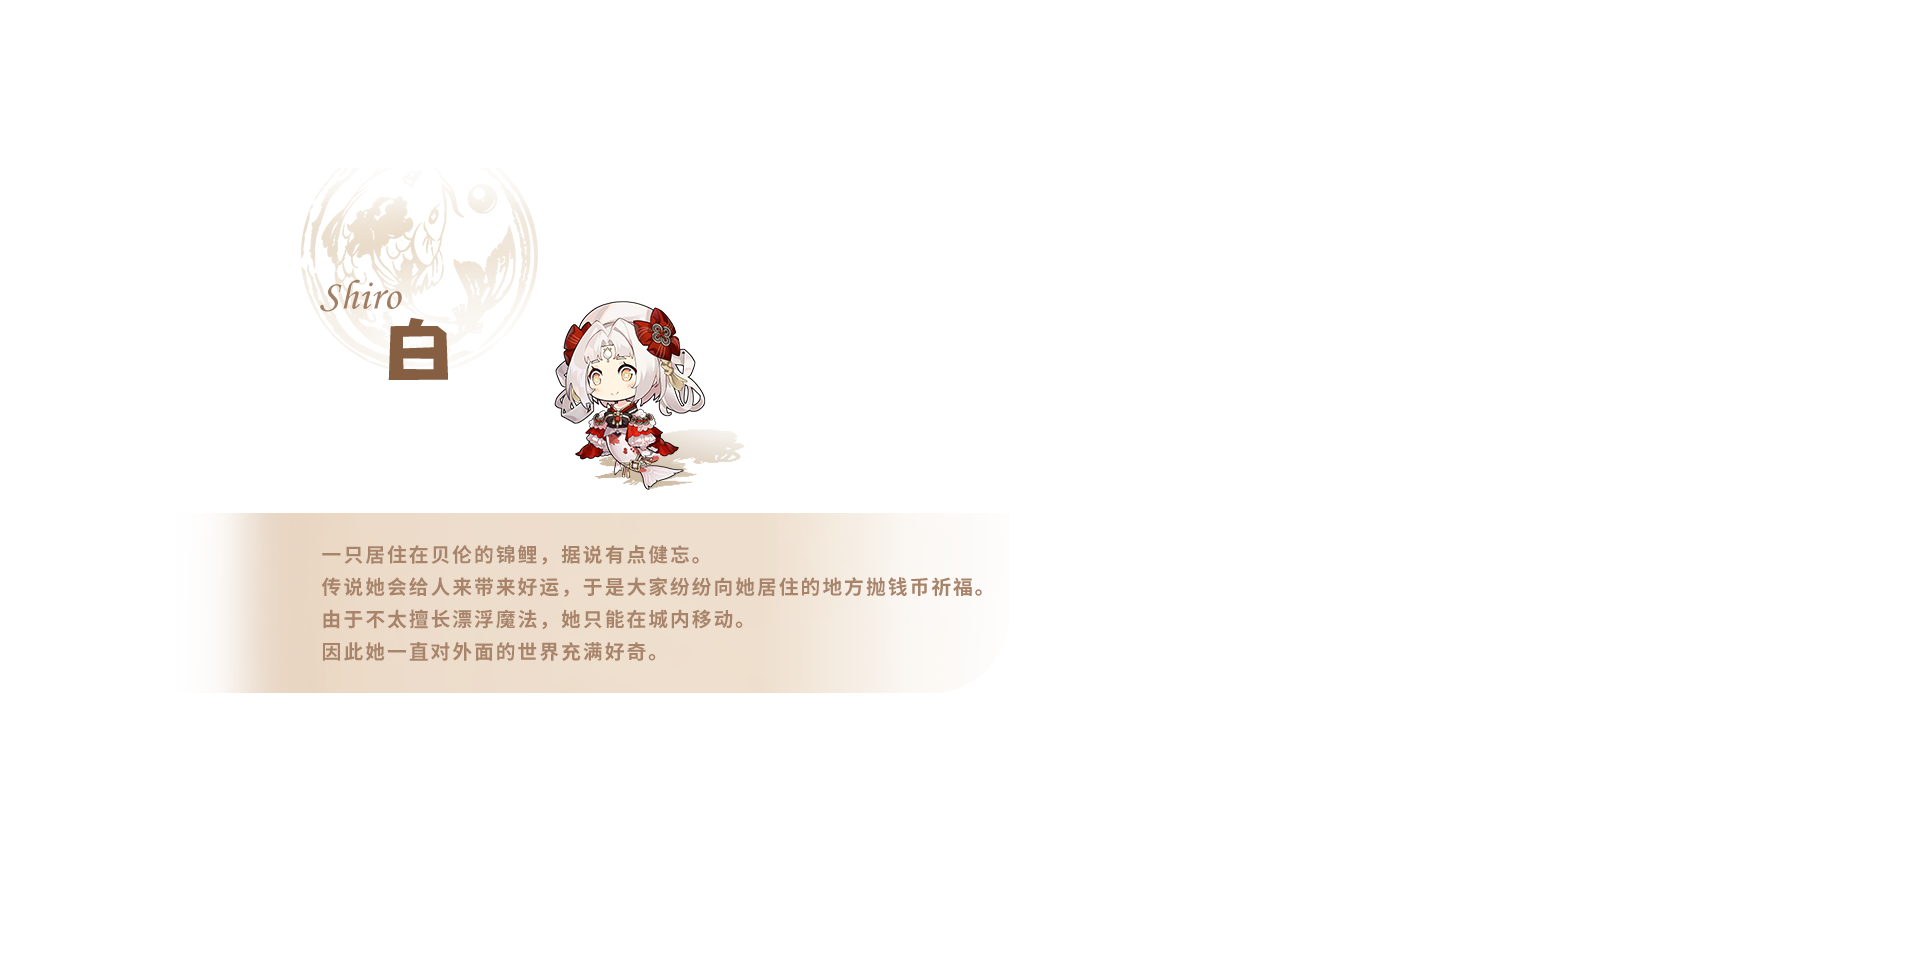 Shiro
白
一只居住在贝伦的锦鲤，据说有点健忘。
传说她会给人来带来好运，于是大家纷纷向她居住的地方抛钱币祈福。
由于不太擅长漂浮魔法，她只能在城内移动。
因此她一直对外面的世界充满好奇。